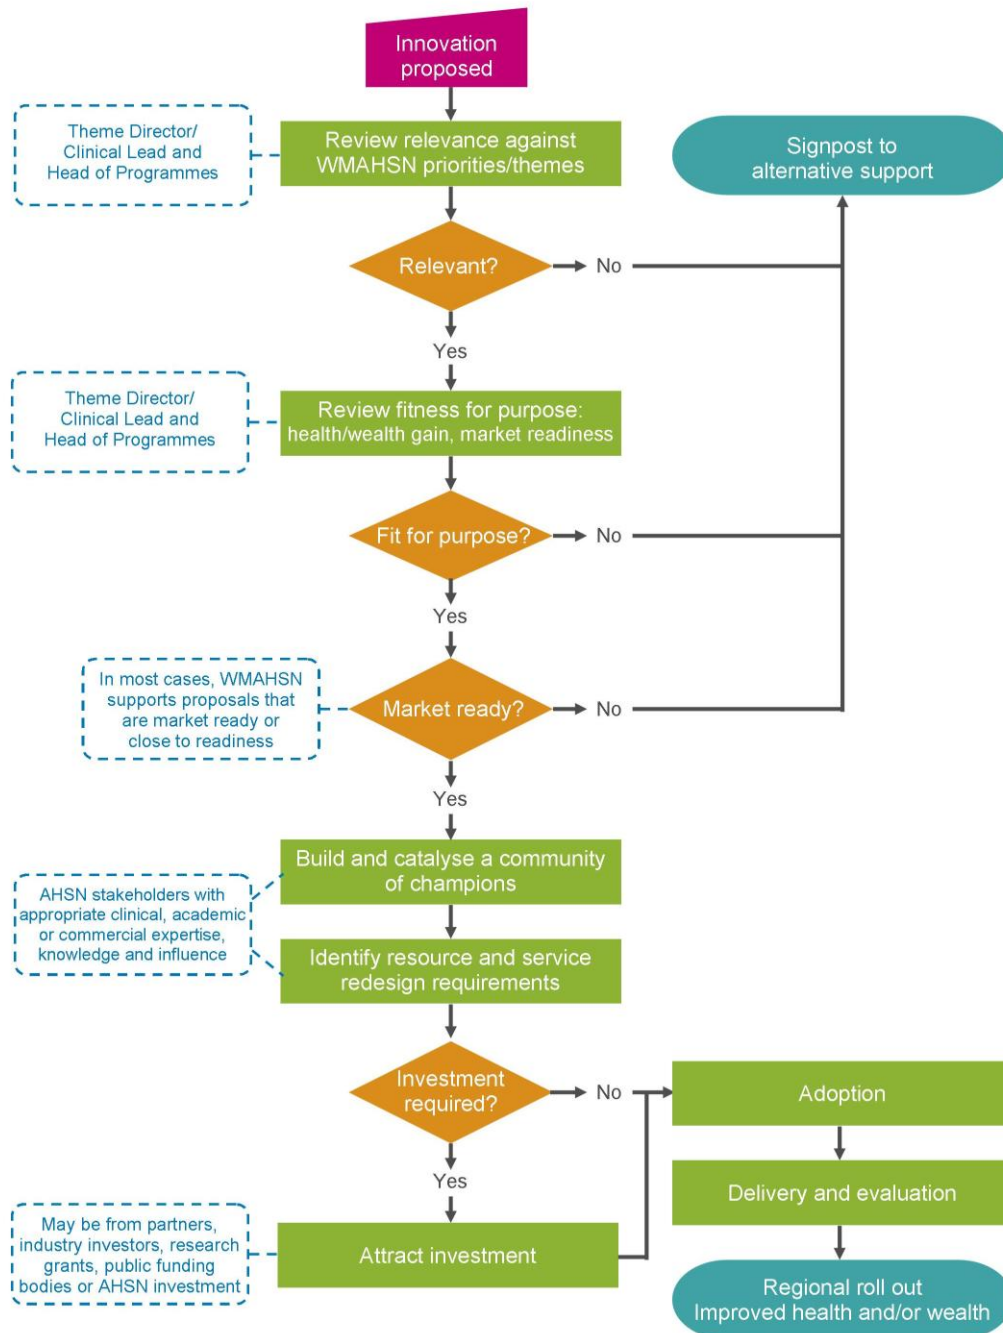 Innovation
proposed
Theme Director/
Clinical Lead and
Head of Programmes
Review relevance against
WMAHSN priorities/themes
Signpost to
alternative support
Relevant?
No
Yes
Theme Director/
Clinical Lead and
Head of Programmes
Review fitness for purpose:
health/wealth gain, market readiness
Fit for purpose?
No
Yes
In most cases, WMAHSN
supports proposals that
are market ready or
close to readiness
Market ready?
No
Yes
Build and catalyse a community
of champions
AHSN stakeholders with
appropriate clinical, academic
or commercial expertise,
knowledge and influence
Identify resource and service
redesign requirements
Investment
required?
No
Yes
Adoption
Delivery and evaluation
May be from partners,
industry investors, research
grants, public funding
bodies or AHSN investment
Attract investment
Regional roll out
Improved health and/or wealth